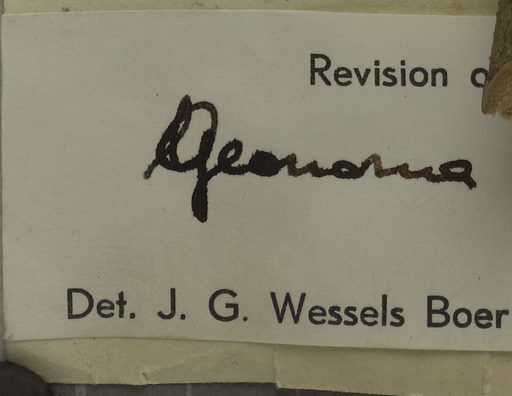 Revision o
Geonoma
Det. J. G. Wessels Boer